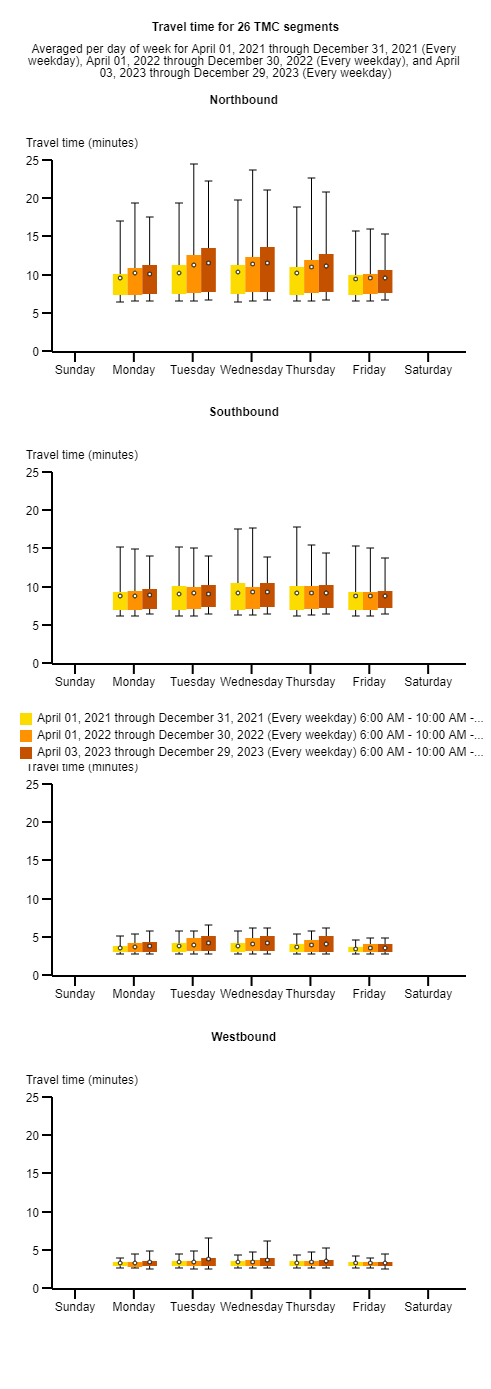 Travel time for 26 TMC segments
Averaged per day of week for April 01, 2021 through December 31, 2021 (Every
weekday), April 01, 2022 through December 30, 2022 (Every weekday), and April
03, 2023 through December 29, 2023 (Every weekday)
Northbound
Travel time (minutes)
25
20
15
10
5
0
Sunday Monday Tuesday Wednesday Thursday Friday Saturday
Southbound
Travel time (minutes)
25
20
15
10
5
0
Sunday Monday Tuesday Wednesday Thursday Friday Saturday
April 01, 2021 through December 31, 2021 (Every weekday) 6:00 AM - 10:00 AM -...
April 01, 2022 through December 30, 2022 (Every weekday) 6:00 AM - 10:00 AM -...
April 03, 2023 through December 29, 2023 (Every weekday) 6:00 AM - 10:00 AM -...
Travel time (minutes)
25
20
15
10
5
0
Sunday Monday Tuesday Wednesday Thursday Friday Saturday
Westbound
Travel time (minutes)
25
20
15
10
5
0
Sunday Monday Tuesday Wednesday Thursday Friday Saturday